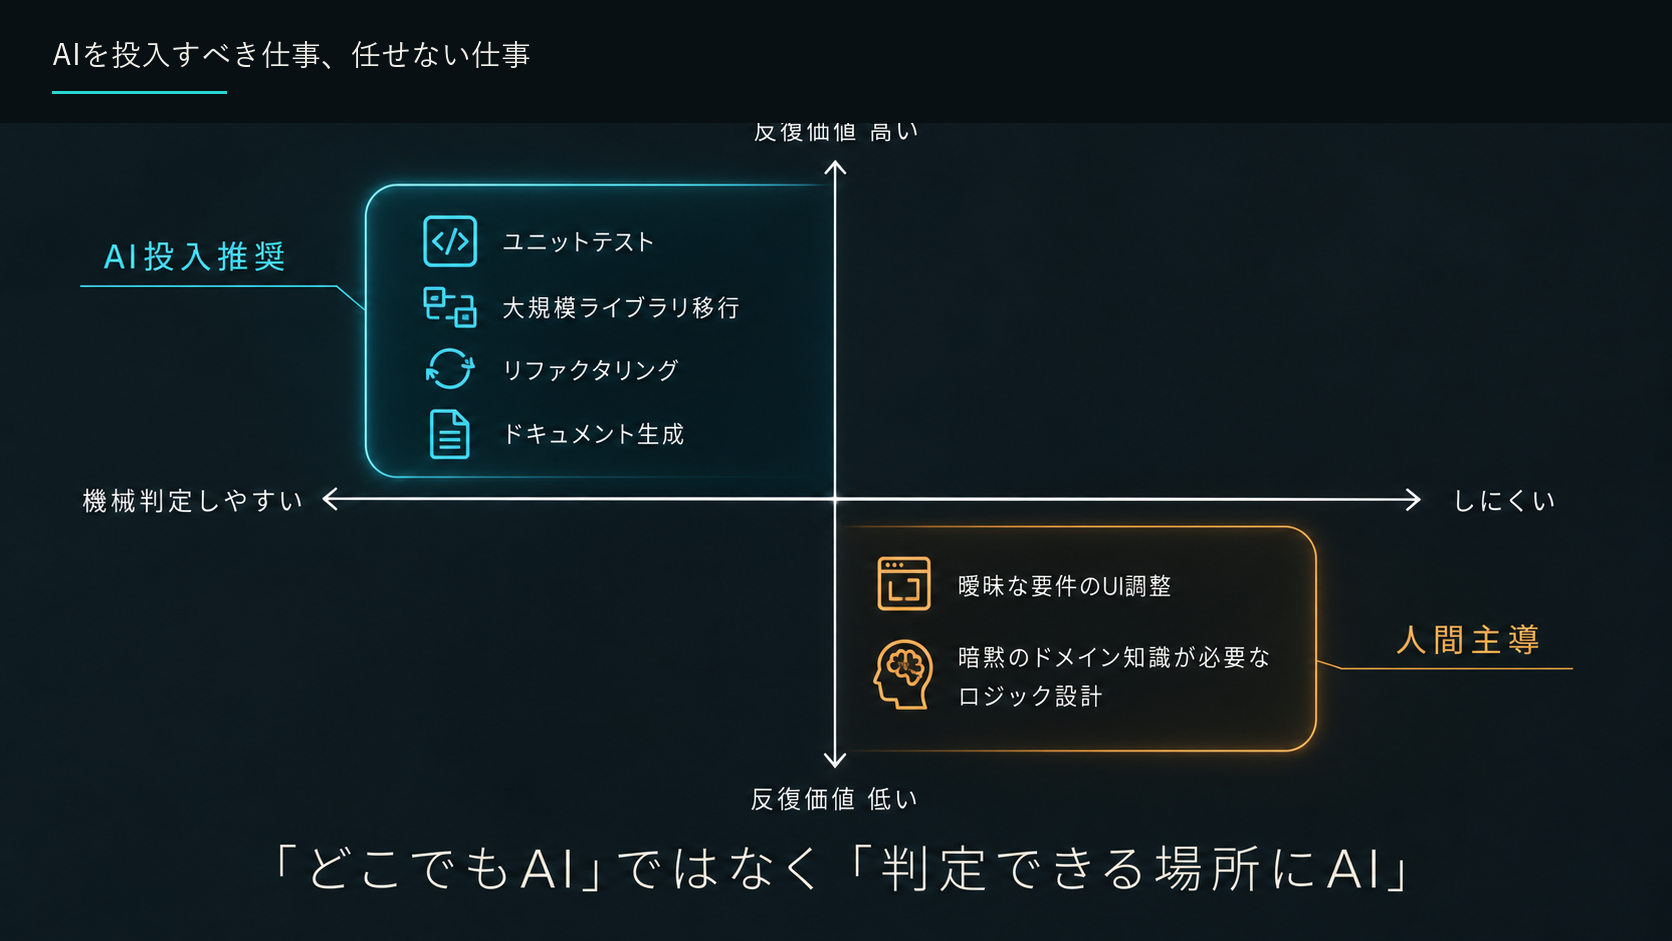 AIを投入すべき仕事、任せない仕事
反復価値 高い
AI投入推奨
ユニットテスト
大規模ライブラリ移行
リファクタリング
ドキュメント生成
機械判定しやすい
しにくい
曖昧な要件のUI調整
暗黙のドメイン知識が必要な
ロジック設計
人間主導
反復価値 低い
「どこでもAI」ではなく「判定できる場所にAI」